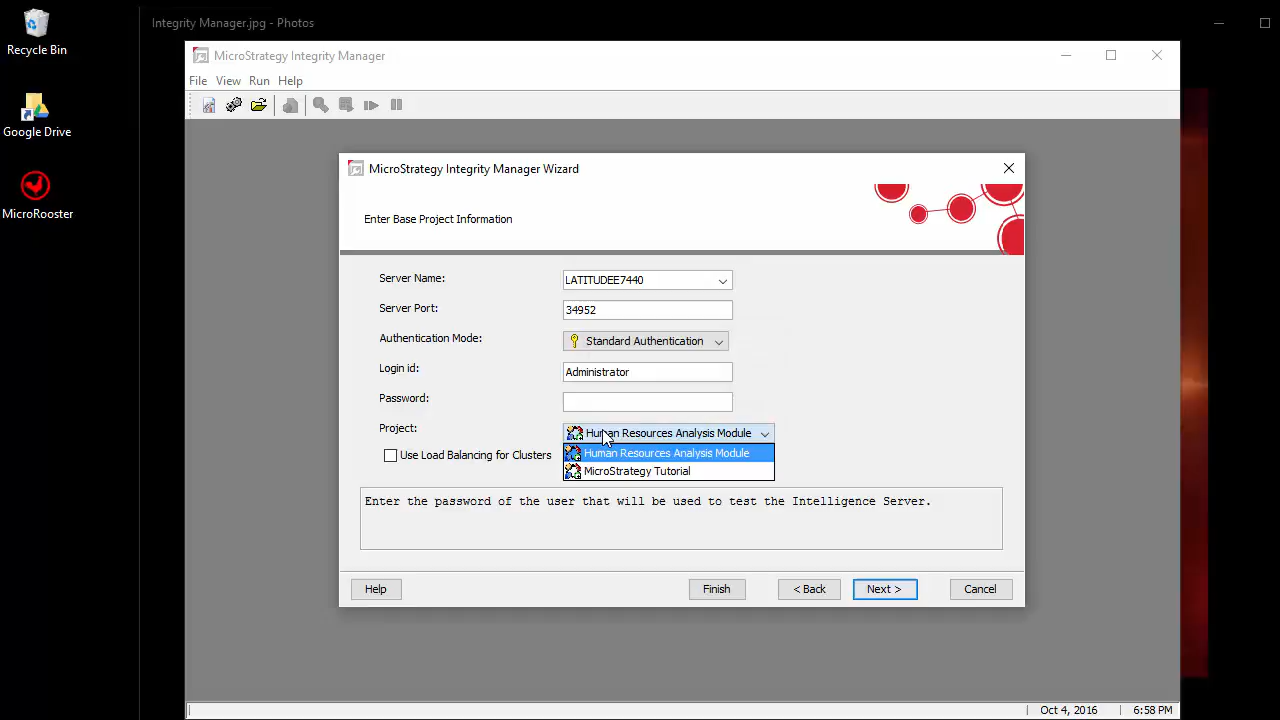 Integrity Manager.jpg - Photos
Recycle Bin
Google Drive
MicroRooster
MicroStrategy Integrity Manager
File View Run Help
MicroStrategy Integrity Manager Wizard
Enter Base Project Information
Server Name: LATITUDEE7440
Server Port: 34952
Authentication Mode: Standard Authentication
Login id: Administrator
Password:
Project: Human Resources Analysis Module
Human Resources Analysis Module
MicroStrategy Tutorial
Use Load Balancing for Clusters
Enter the password of the user that will be used to test the Intelligence Server.
Help Finish < Back Next > Cancel
Oct 4, 2016 6:58 PM